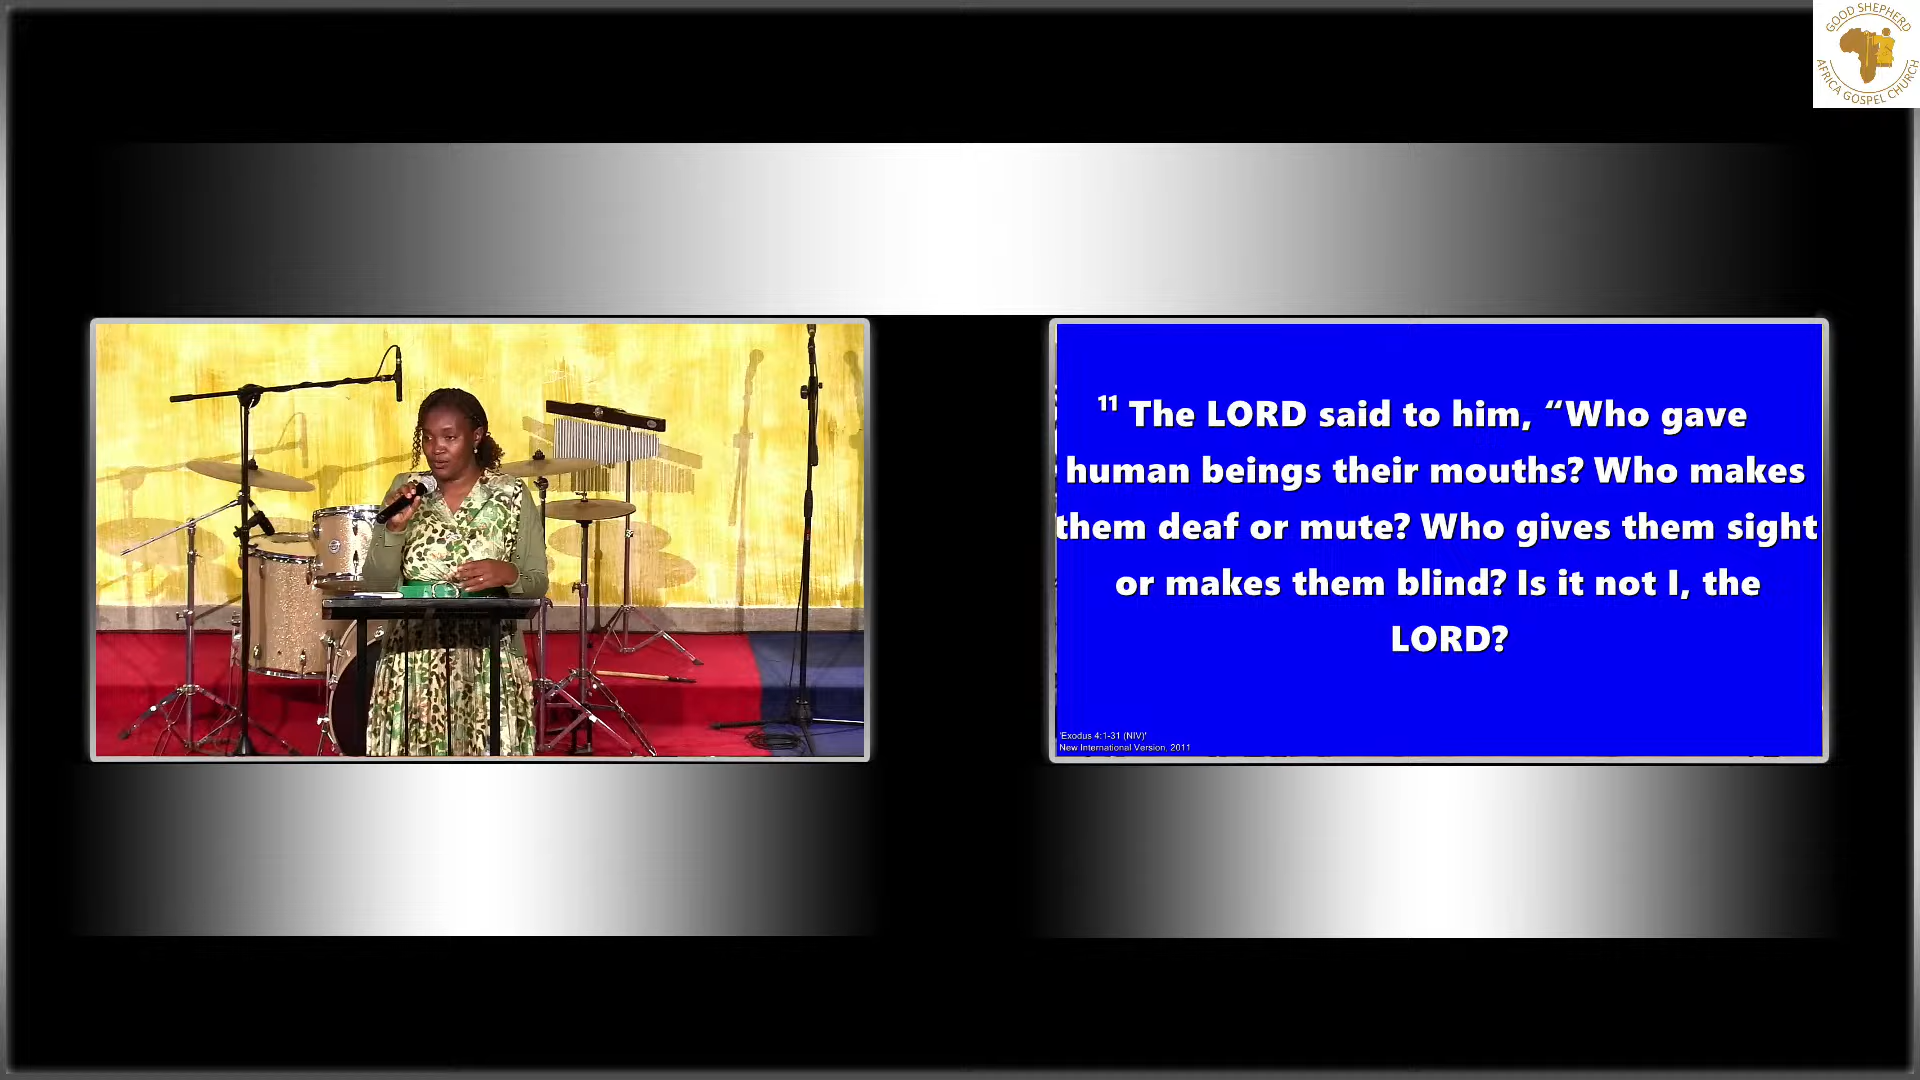 GOOD SHEPHERD
AFRICA GOSPEL CHURCH
¹¹ The LORD said to him, “Who gave
human beings their mouths? Who makes
them deaf or mute? Who gives them sight
or makes them blind? Is it not I, the
LORD?
'Exodus 4:1-31 (NIV)'
New International Version, 2011